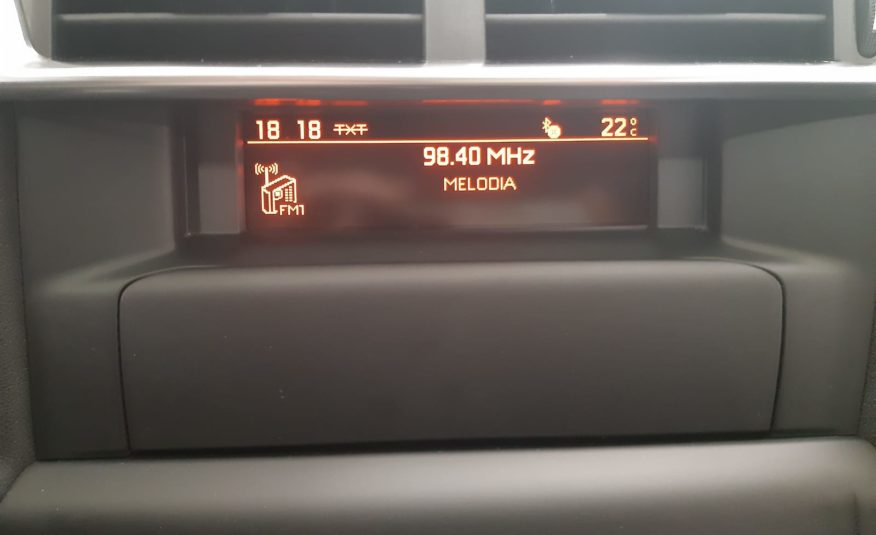 18 18 TXT 22°C
98.40 MHz
MELODIA
FM1